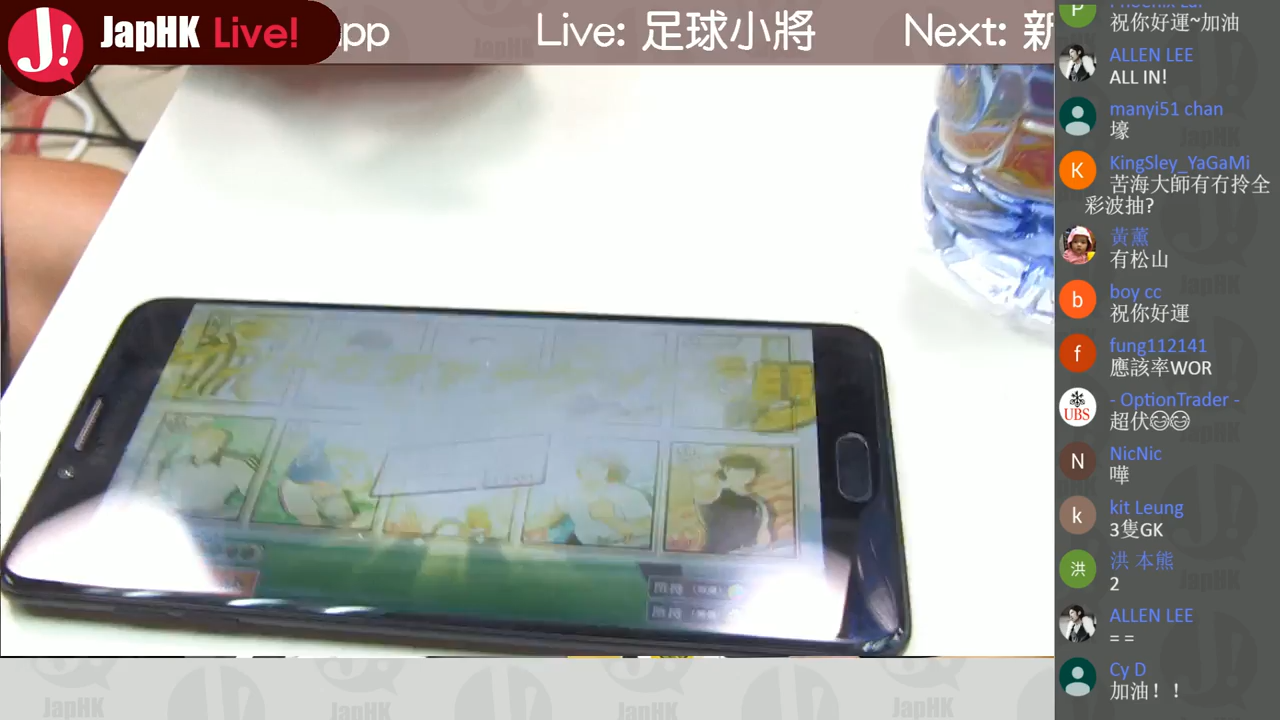 JapHK Live!
app
Live: 足球小將
Next: 新
祝你好運~加油
ALLEN LEE
ALL IN!
manyi51 chan
壕
KingSley_YaGaMi
苦海大師有冇拎全
彩波抽?
黃薰
有松山
boy cc
祝你好運
fung112141
應該率WOR
- OptionTrader -
超伏😂😂
NicNic
嘩
kit Leung
3隻GK
洪 本熊
2
ALLEN LEE
= =
Cy D
加油！！